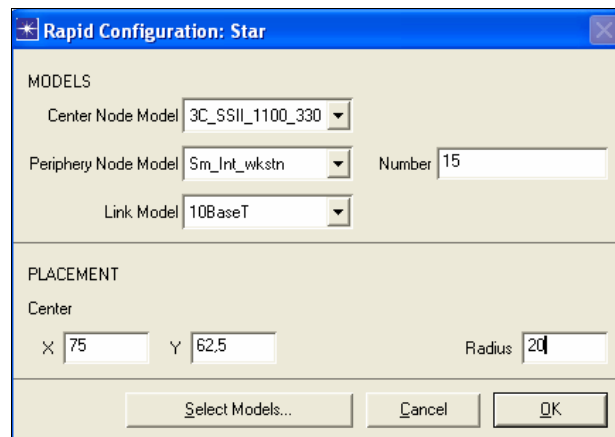 Rapid Configuration: Star
MODELS
Center Node Model 3C_SSII_1100_330
Periphery Node Model Sm_Int_wkstn Number 15
Link Model 10BaseT
PLACEMENT
Center
X 75 Y 62,5 Radius 20
Select Models... Cancel OK